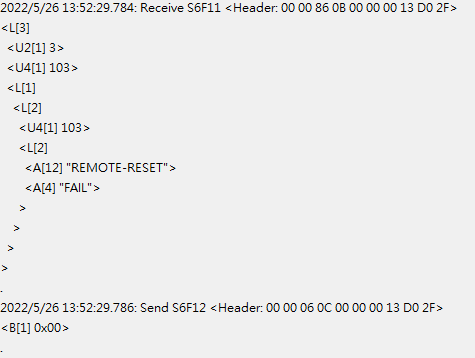 2022/5/26 13:52:29.784: Receive S6F11 <Header: 00 00 86 0B 00 00 00 13 D0 2F>
<L[3]
<U2[1] 3>
<U4[1] 103>
<L[1]
<L[2]
<U4[1] 103>
<L[2]
<A[12] "REMOTE-RESET">
<A[4] "FAIL">
>
>
>
>
.
2022/5/26 13:52:29.786: Send S6F12 <Header: 00 00 06 0C 00 00 00 13 D0 2F>
<B[1] 0x00>
.